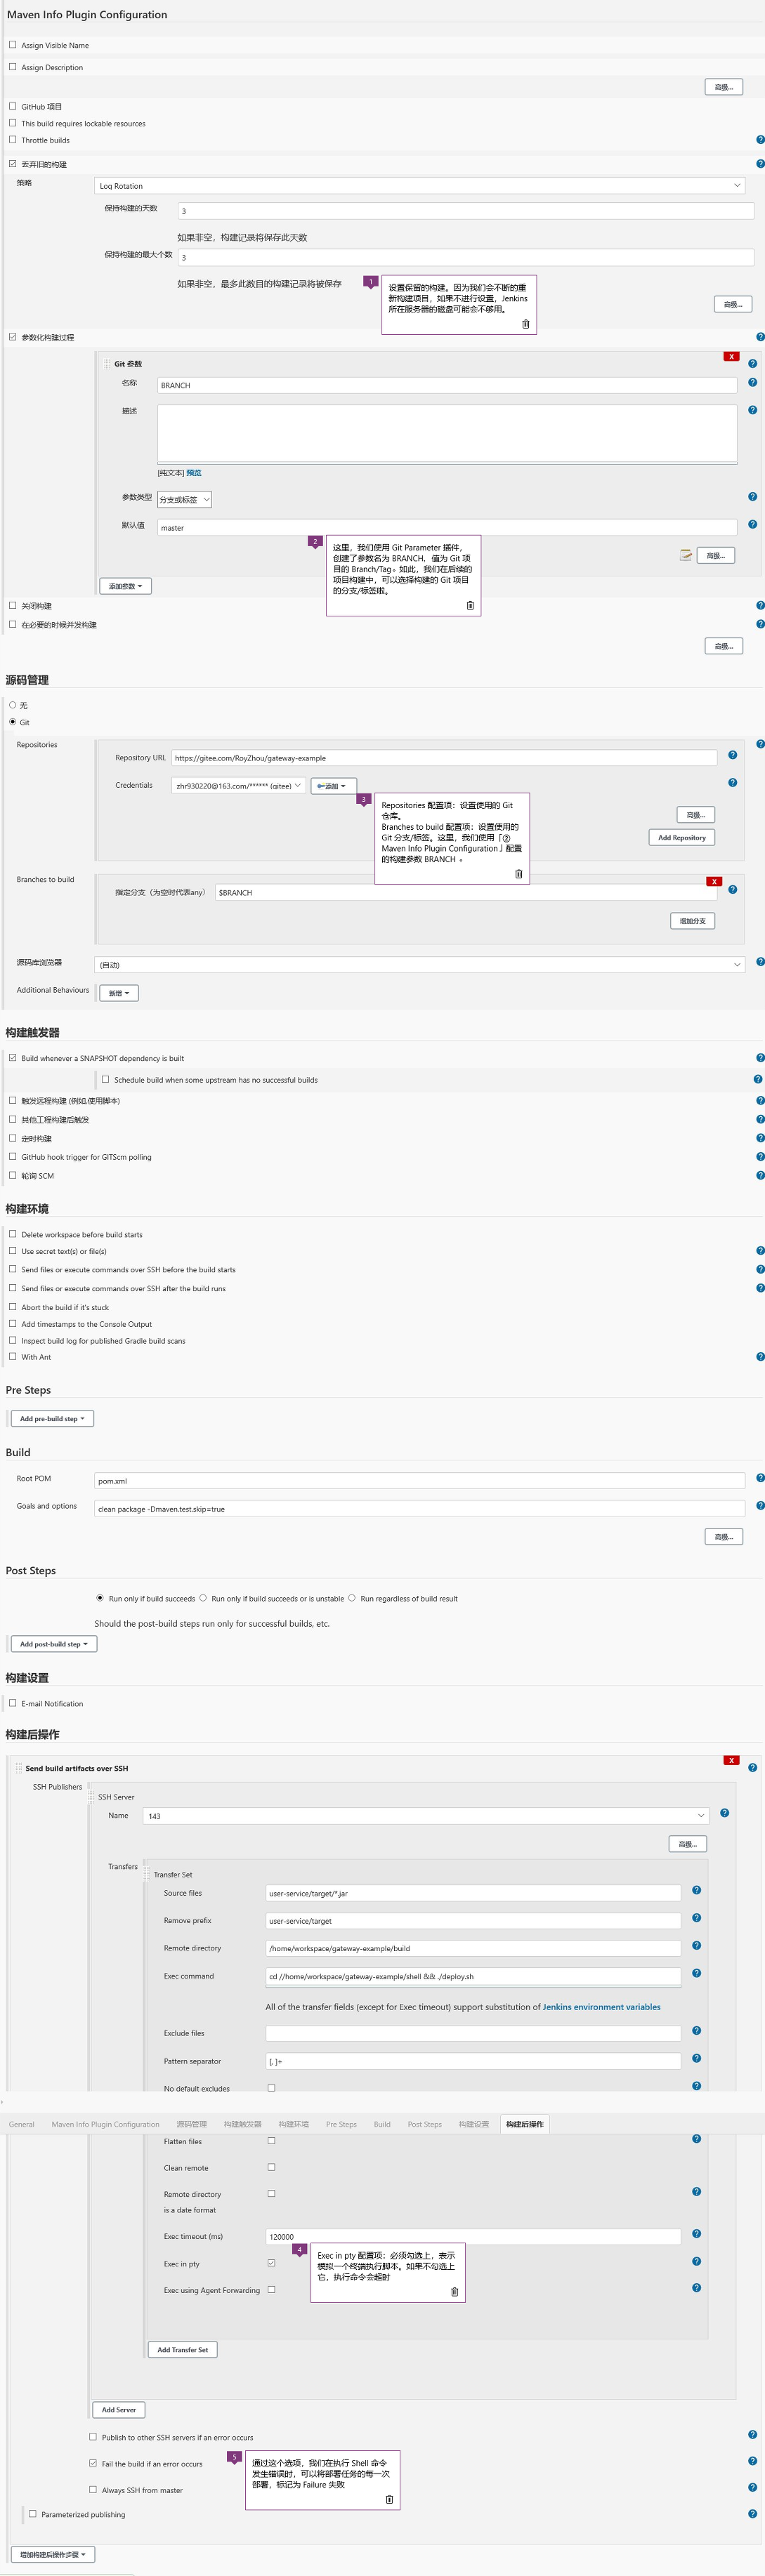 Maven Info Plugin Configuration
Assign Visible Name
Assign Description
高级...
GitHub 项目
This build requires lockable resources
Throttle builds
丢弃旧的构建
策略
Log Rotation
保持构建的天数
3
如果非空，构建记录将保存此天数
保持构建的最大个数
3
如果非空，最多此数目的构建记录将被保存
1
设置保留的构建。因为我们会不断的重
新构建项目，如果不进行设置，Jenkins
所在服务器的磁盘可能会不够用。
高级...
参数化构建过程
X
Git 参数
名称
BRANCH
描述
[纯文本] 预览
参数类型
分支或标签
默认值
master
2
这里，我们使用 Git Parameter 插件，
创建了参数名为 BRANCH，值为 Git 项
目的 Branch/Tag。如此，我们在后续的
项目构建中，可以选择构建的 Git 项目
的分支/标签啦。
高级...
添加参数
关闭构建
在必要的时候并发构建
高级...
源码管理
无
Git
Repositories
Repository URL
https://gitee.com/RoyZhou/gateway-example
Credentials
zhr930220@163.com/****** (gitee)
添加
3
Repositories 配置项：设置使用的 Git
仓库。
Branches to build 配置项：设置使用的
Git 分支/标签。这里，我们使用「②
Maven Info Plugin Configuration」配置
的构建参数 BRANCH 。
高级...
Add Repository
Branches to build
X
指定分支（为空时代表any）
$BRANCH
增加分支
源码库浏览器
(自动)
Additional Behaviours
新增
构建触发器
Build whenever a SNAPSHOT dependency is built
Schedule build when some upstream has no successful builds
触发远程构建 (例如,使用脚本)
其他工程构建后触发
定时构建
GitHub hook trigger for GITScm polling
轮询 SCM
构建环境
Delete workspace before build starts
Use secret text(s) or file(s)
Send files or execute commands over SSH before the build starts
Send files or execute commands over SSH after the build runs
Abort the build if it's stuck
Add timestamps to the Console Output
Inspect build log for published Gradle build scans
With Ant
Pre Steps
Add pre-build step
Build
Root POM
pom.xml
Goals and options
clean package -Dmaven.test.skip=true
高级...
Post Steps
Run only if build succeeds Run only if build succeeds or is unstable Run regardless of build result
Should the post-build steps run only for successful builds, etc.
Add post-build step
构建设置
E-mail Notification
构建后操作
X
Send build artifacts over SSH
SSH Publishers
SSH Server
Name
143
高级...
Transfers
Transfer Set
Source files
user-service/target/*.jar
Remove prefix
user-service/target
Remote directory
/home/workspace/gateway-example/build
Exec command
cd //home/workspace/gateway-example/shell && ./deploy.sh
All of the transfer fields (except for Exec timeout) support substitution of Jenkins environment variables
Exclude files
Pattern separator
[, ]+
No default excludes
General Maven Info Plugin Configuration 源码管理 构建触发器 构建环境 Pre Steps Build Post Steps 构建设置 构建后操作
Flatten files
Clean remote
Remote directory
is a date format
Exec timeout (ms)
120000
4
Exec in pty 配置项：必须勾选上，表示
模拟一个终端执行脚本。如果不勾选上
它，执行命令会超时
Exec in pty
Exec using Agent Forwarding
Add Transfer Set
Add Server
Publish to other SSH servers if an error occurs
Fail the build if an error occurs
5
通过这个选项，我们在执行 Shell 命令
发生错误时，可以将部署任务的每一次
部署，标记为 Failure 失败
Always SSH from master
Parameterized publishing
增加构建后操作步骤